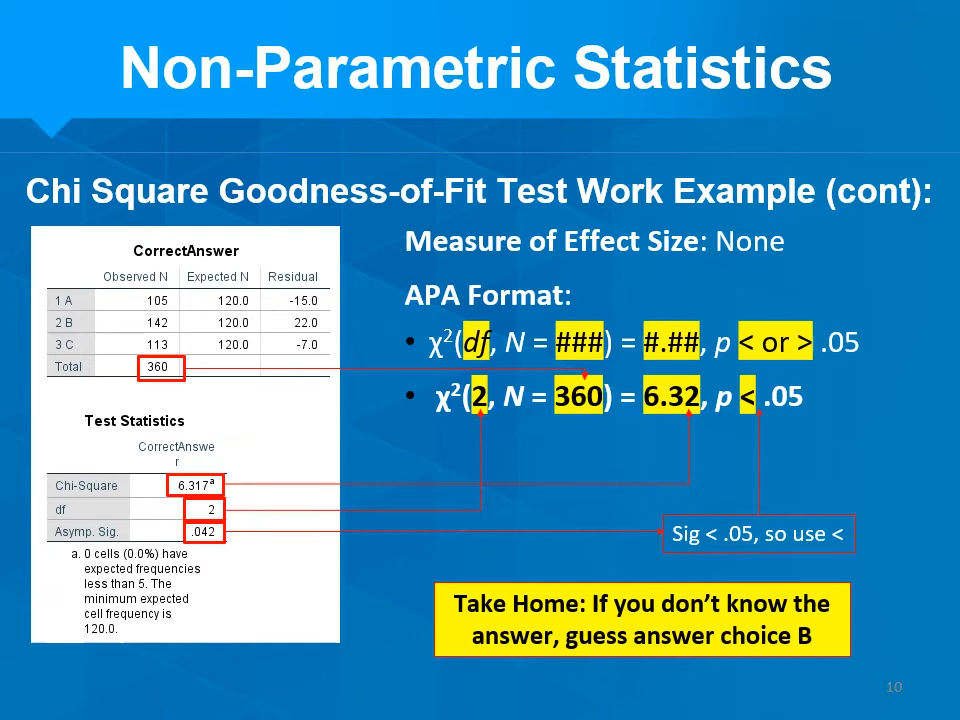 Non-Parametric Statistics
Chi Square Goodness-of-Fit Test Work Example (cont):
CorrectAnswer
Observed N Expected N Residual
1 A 105 120.0 -15.0
2 B 142 120.0 22.0
3 C 113 120.0 -7.0
Total 360
Test Statistics
CorrectAnswe
r
Chi-Square 6.317ᵃ
df 2
Asymp. Sig. .042
a. 0 cells (0.0%) have
expected frequencies
less than 5. The
minimum expected
cell frequency is
120.0.
Measure of Effect Size: None
APA Format:
• χ²(df, N = ###) = #.##, p < or > .05
• χ²(2, N = 360) = 6.32, p < .05
Sig < .05, so use <
Take Home: If you don’t know the
answer, guess answer choice B
10